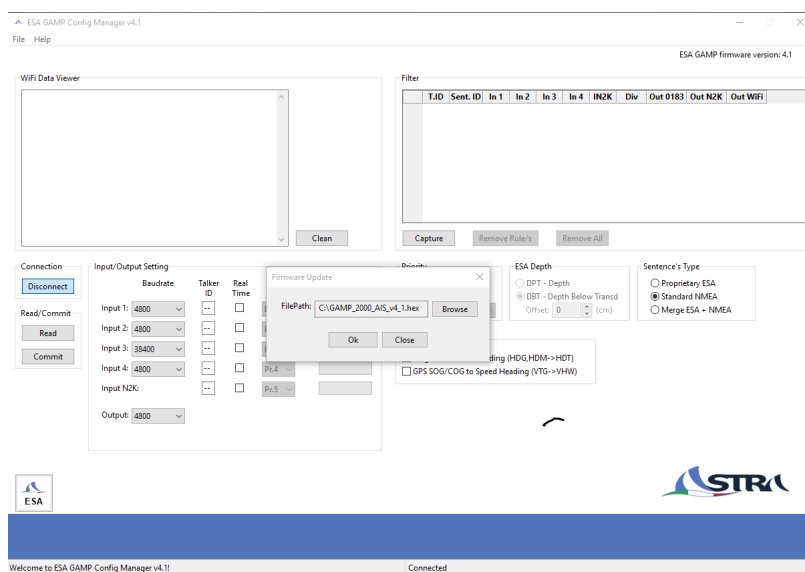 ESA GAMP Config Manager v4.1
File Help
ESA GAMP firmware version: 4.1
WiFi Data Viewer
Clean
Filter
T.ID Sent. ID In 1 In 2 In 3 In 4 IN2K Div Out 0183 Out N2K Out WiFi
Capture Remove Rule/s Remove All
Connection
Disconnect
Read/Commit
Read
Commit
Input/Output Setting
Baudrate Talker ID Real Time
Input 1: 4800 --
Input 2: 4800 --
Input 3: 38400 --
Input 4: 4800 -- Pr.4
Input N2K: -- Pr.5
Output: 4800
Firmware Update
FilePath: C:\GAMP_2000_AIS_v4_1.hex Browse
Ok Close
ESA Depth
DPT - Depth
DBT - Depth Below Transd
Offset: 0 (cm)
Sentence's Type
Proprietary ESA
Standard NMEA
Merge ESA + NMEA
(HDG,HDM->HDT)
GPS SOG/COG to Speed Heading (VTG->VHW)
ESA
ASTRA
Welcome to ESA GAMP Config Manager v4.1!
Connected